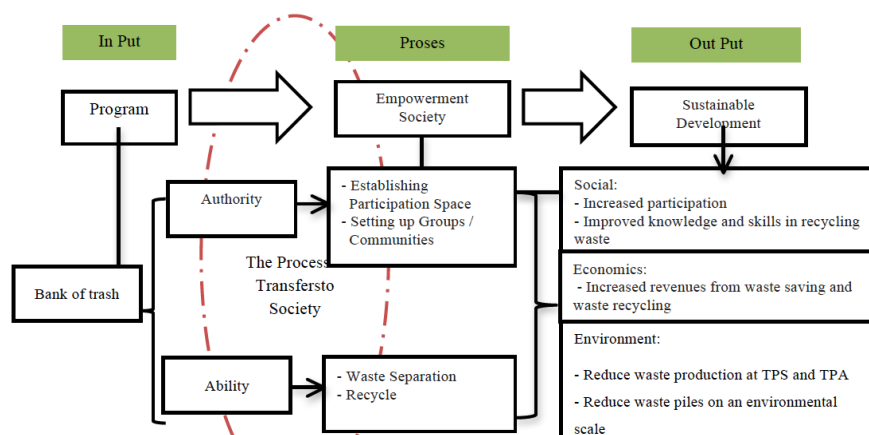 In Put
Proses
Out Put
Program
Empowerment
Society
Sustainable
Development
Authority
- Establishing
Participation Space
- Setting up Groups /
Communities
Social:
- Increased participation
- Improved knowledge and skills in recycling
waste
Bank of trash
The Process
Transfersto
Society
Economics:
- Increased revenues from waste saving and
waste recycling
Ability
- Waste Separation
- Recycle
Environment:
- Reduce waste production at TPS and TPA
- Reduce waste piles on an environmental
scale